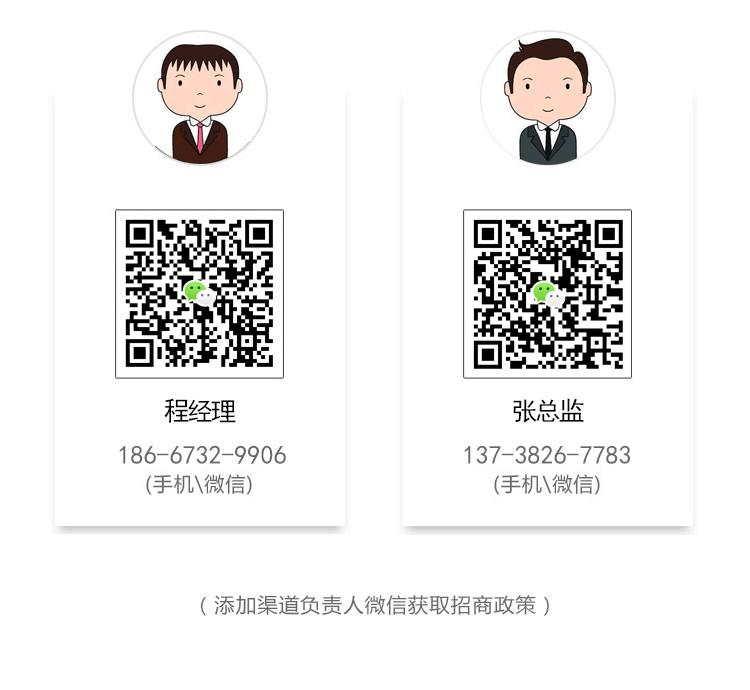 程经理
186-6732-9906
(手机\微信)
张总监
137-3826-7783
(手机\微信)
（添加渠道负责人微信获取招商政策）